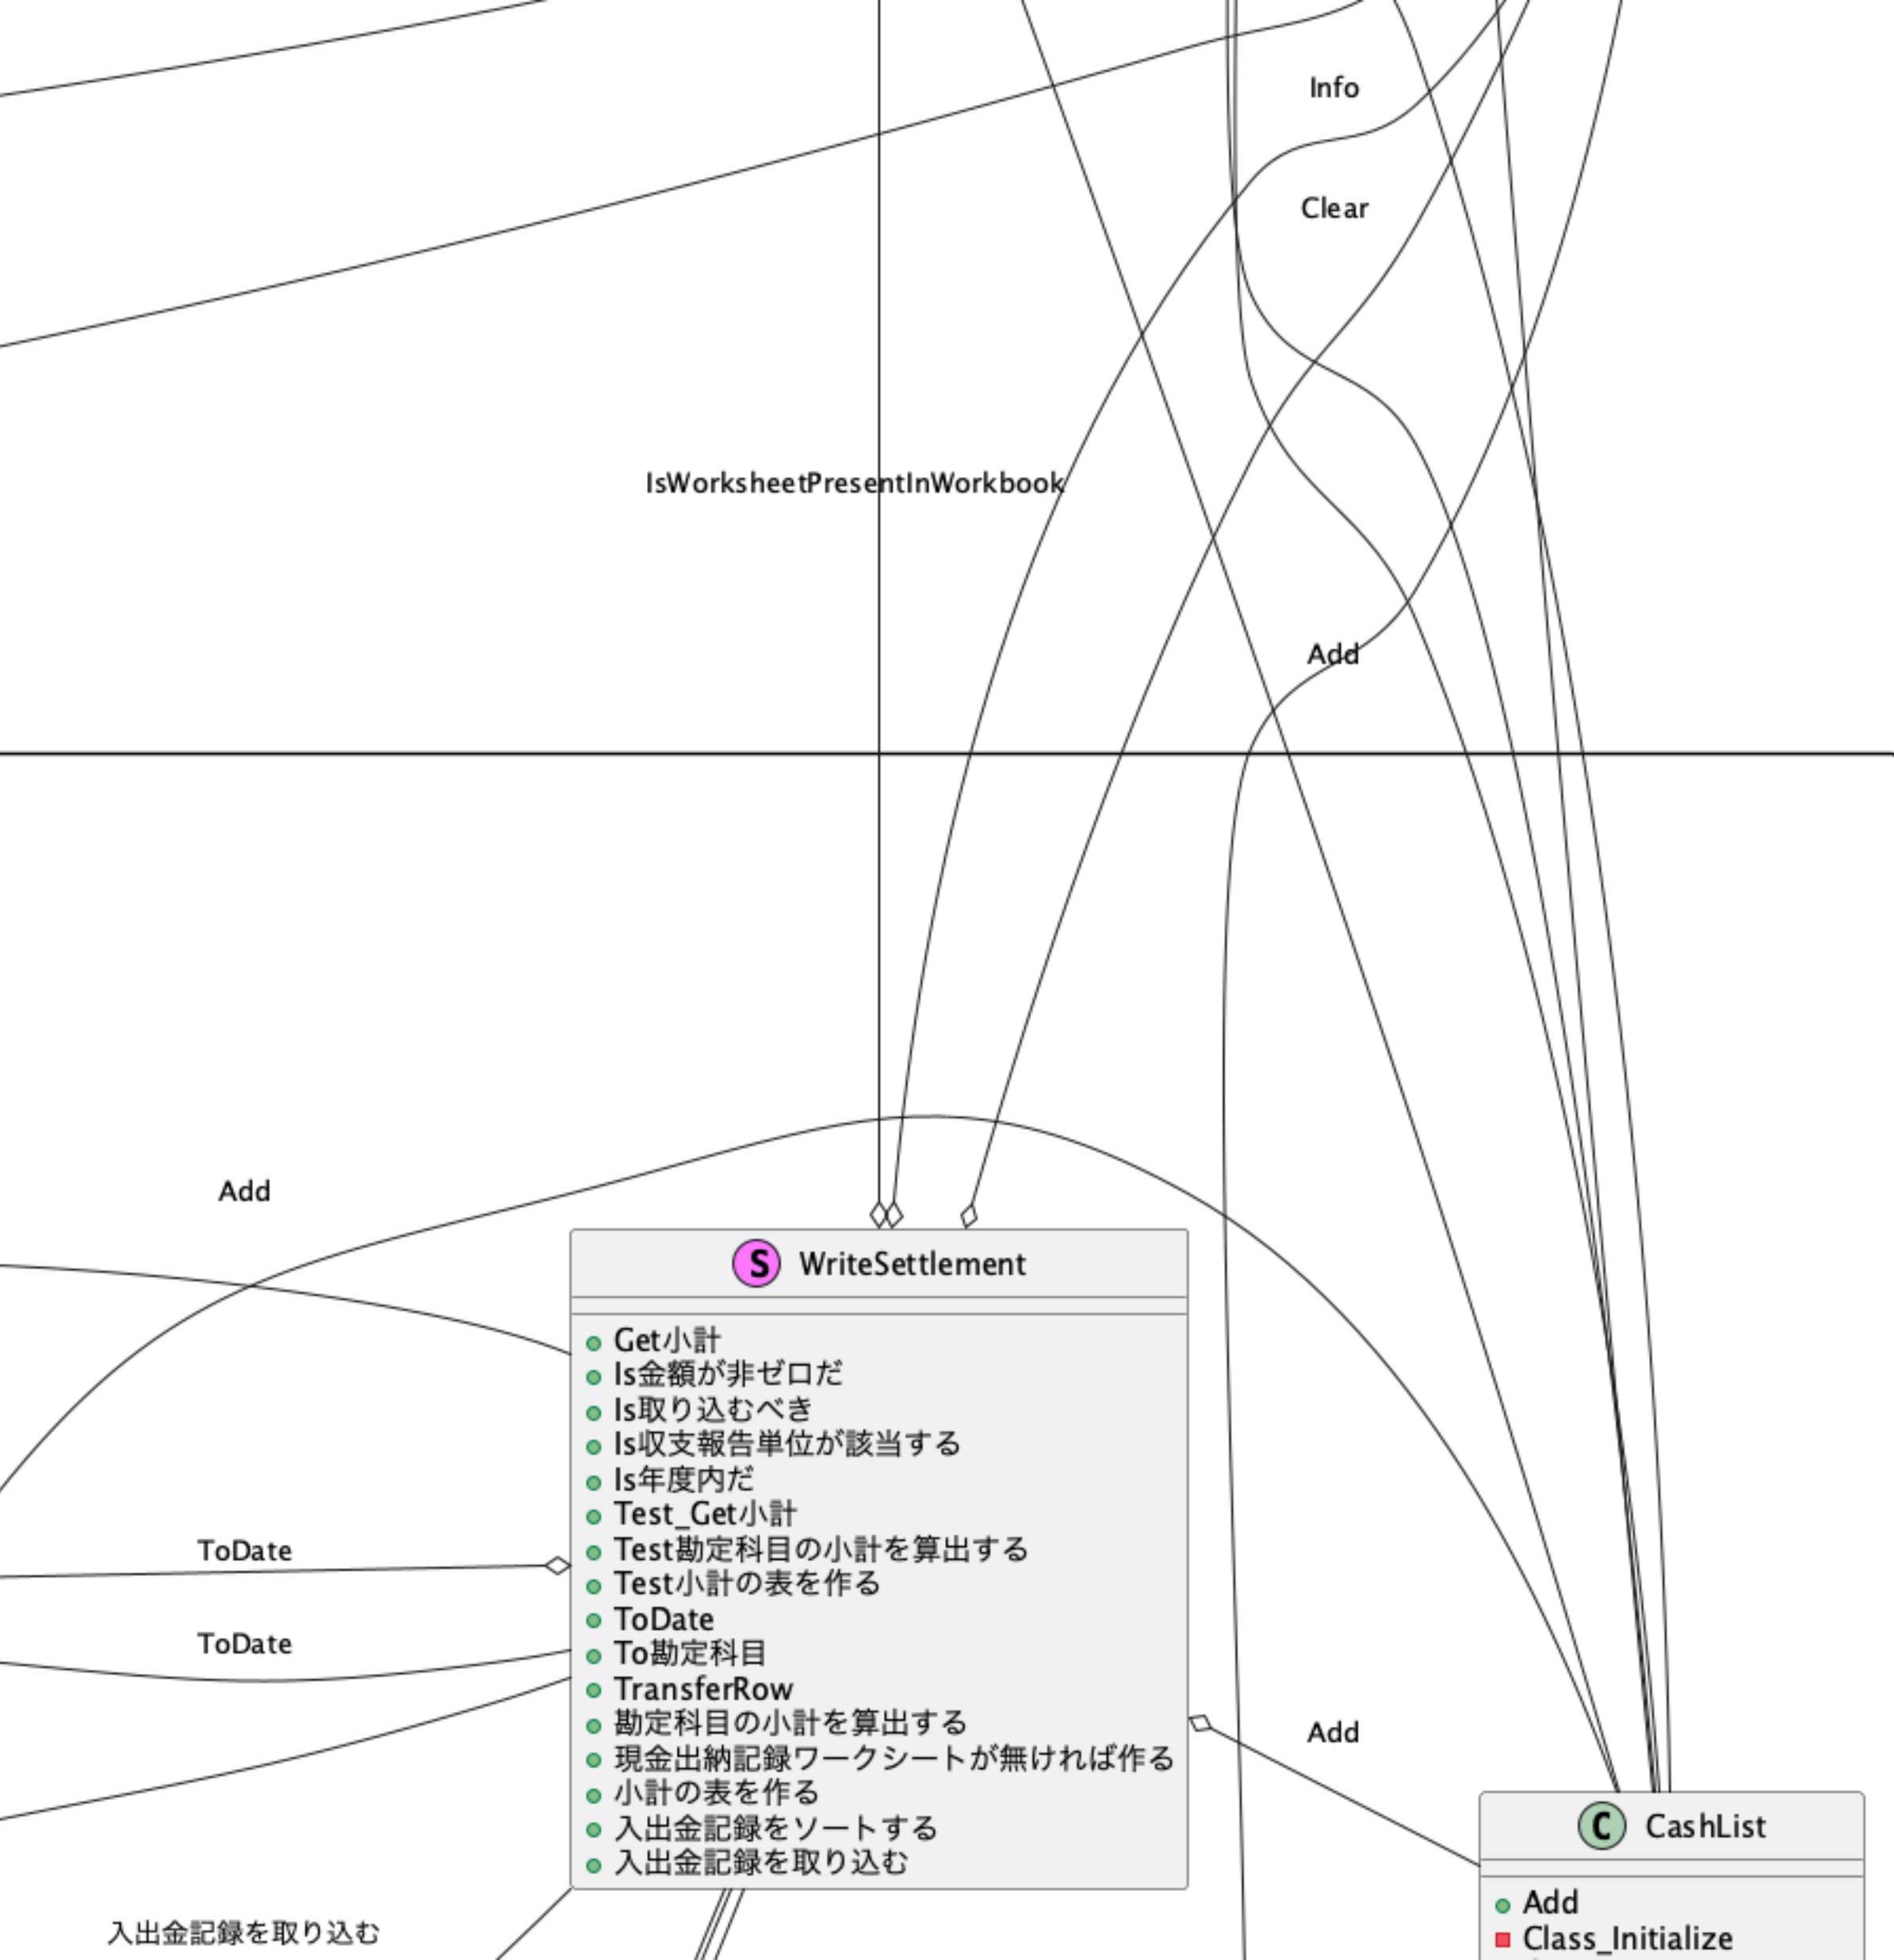 Info
Clear
IsWorksheetPresentInWorkbook
Add
Add
S WriteSettlement
Get小計
Is金額が非ゼロだ
Is取り込むべき
Is収支報告単位が該当する
Is年度内だ
Test_Get小計
Test勘定科目の小計を算出する
Test小計の表を作る
ToDate
To勘定科目
TransferRow
勘定科目の小計を算出する
現金出納記録ワークシートが無ければ作る
小計の表を作る
入出金記録をソートする
入出金記録を取り込む
ToDate
ToDate
Add
C CashList
Add
Class_Initialize
入出金記録を取り込む